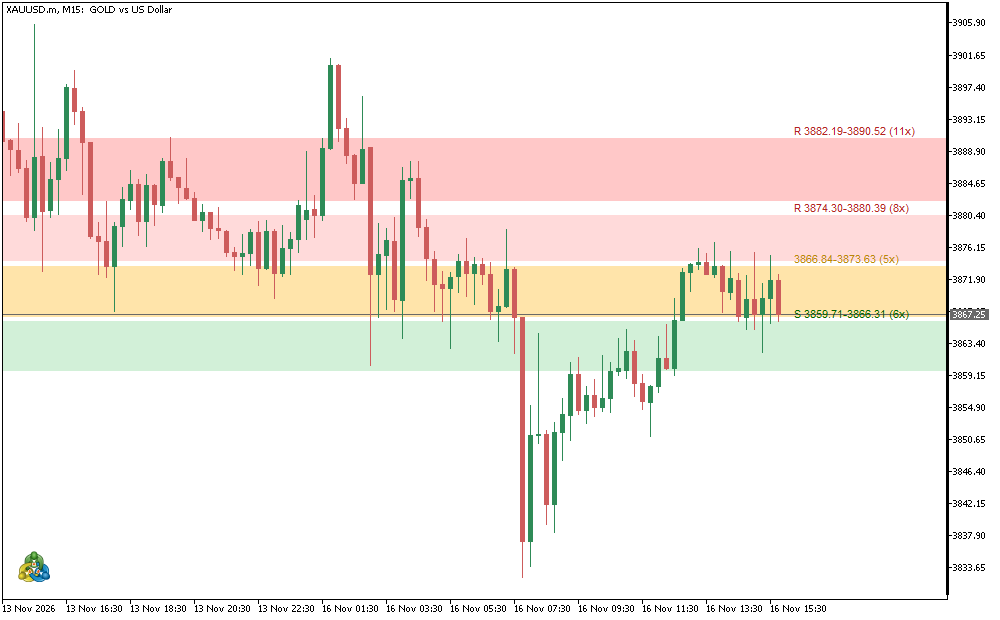 XAUUSD.m, M15: GOLD vs US Dollar
3905.90
3901.65
3897.40
3893.15
R 3882.19-3890.52 (11x)
3888.90
3884.65
R 3874.30-3880.39 (8x)
3880.40
3876.15
3866.84-3873.63 (5x)
3871.90
S 3859.71-3866.31 (6x)
3867.25
3863.40
3859.15
3854.90
3850.65
3846.40
3842.15
3837.90
3833.65
13 Nov 2026
13 Nov 16:30
13 Nov 18:30
13 Nov 20:30
13 Nov 22:30
16 Nov 01:30
16 Nov 03:30
16 Nov 05:30
16 Nov 07:30
16 Nov 09:30
16 Nov 11:30
16 Nov 13:30
16 Nov 15:30